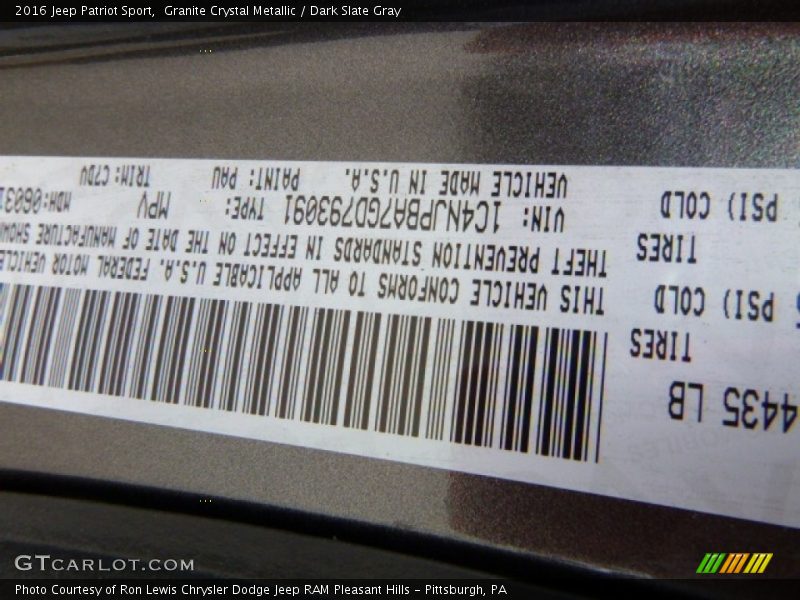 2016 Jeep Patriot Sport, Granite Crystal Metallic / Dark Slate Gray
4435 LB
TIRES
PSI) COLD
TIRES
PSI) COLD
THIS VEHICLE CONFORMS TO ALL APPLICABLE U.S.A. FEDERAL MOTOR VEHICLE
THEFT PREVENTION STANDARDS IN EFFECT ON THE DATE OF MANUFACTURE SHOWN
VIN: 1C4NJPBA7GD793091 TYPE: MPV MDH:06031
VEHICLE MADE IN U.S.A. PAINT: PAU TRIM: C7DV
GTCARLOT.COM
Photo Courtesy of Ron Lewis Chrysler Dodge Jeep RAM Pleasant Hills - Pittsburgh, PA